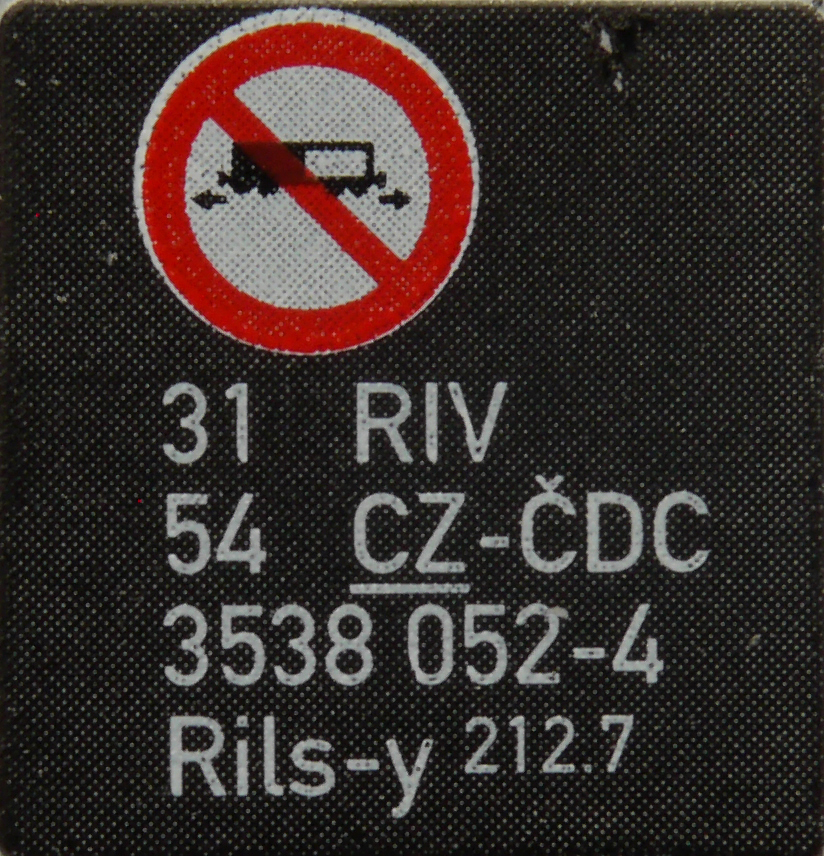 31 RIV
54 CZ-ČDC
3538 052-4
Rils-y 212.7